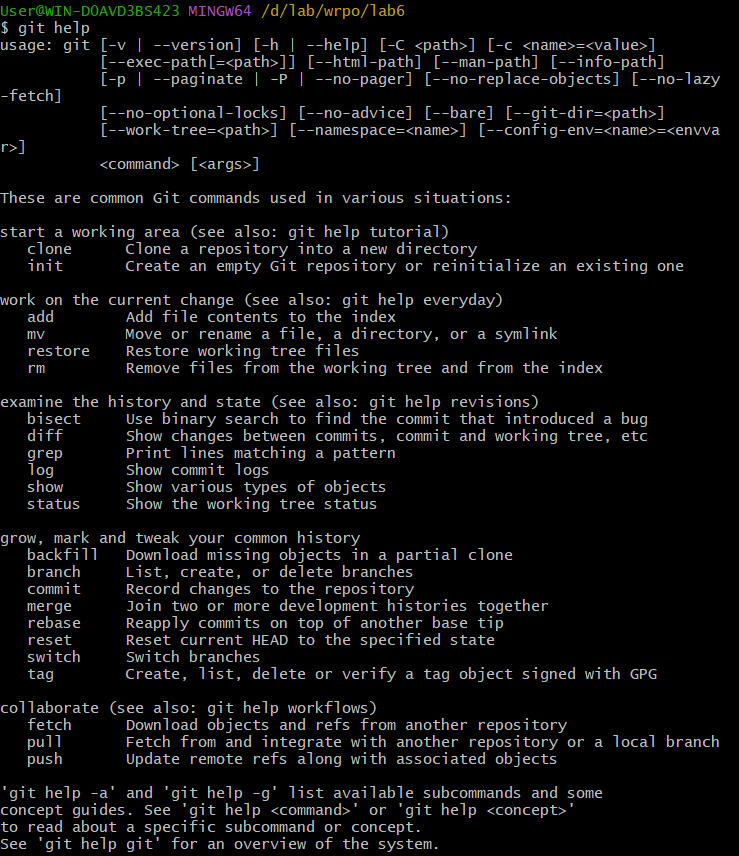 User@WIN-DOAVD3BS423 MINGW64 /d/lab/wrpo/lab6
$ git help
usage: git [-v | --version] [-h | --help] [-C <path>] [-c <name>=<value>]
           [--exec-path[=<path>]] [--html-path] [--man-path] [--info-path]
           [-p | --paginate | -P | --no-pager] [--no-replace-objects] [--no-lazy
-fetch]
           [--no-optional-locks] [--no-advice] [--bare] [--git-dir=<path>]
           [--work-tree=<path>] [--namespace=<name>] [--config-env=<name>=<envva
r>]
           <command> [<args>]

These are common Git commands used in various situations:

start a working area (see also: git help tutorial)
   clone      Clone a repository into a new directory
   init       Create an empty Git repository or reinitialize an existing one

work on the current change (see also: git help everyday)
   add        Add file contents to the index
   mv         Move or rename a file, a directory, or a symlink
   restore    Restore working tree files
   rm         Remove files from the working tree and from the index

examine the history and state (see also: git help revisions)
   bisect     Use binary search to find the commit that introduced a bug
   diff       Show changes between commits, commit and working tree, etc
   grep       Print lines matching a pattern
   log        Show commit logs
   show       Show various types of objects
   status     Show the working tree status

grow, mark and tweak your common history
   backfill   Download missing objects in a partial clone
   branch     List, create, or delete branches
   commit     Record changes to the repository
   merge      Join two or more development histories together
   rebase     Reapply commits on top of another base tip
   reset      Reset current HEAD to the specified state
   switch     Switch branches
   tag        Create, list, delete or verify a tag object signed with GPG

collaborate (see also: git help workflows)
   fetch      Download objects and refs from another repository
   pull       Fetch from and integrate with another repository or a local branch
   push       Update remote refs along with associated objects

'git help -a' and 'git help -g' list available subcommands and some
concept guides. See 'git help <command>' or 'git help <concept>'
to read about a specific subcommand or concept.
See 'git help git' for an overview of the system.